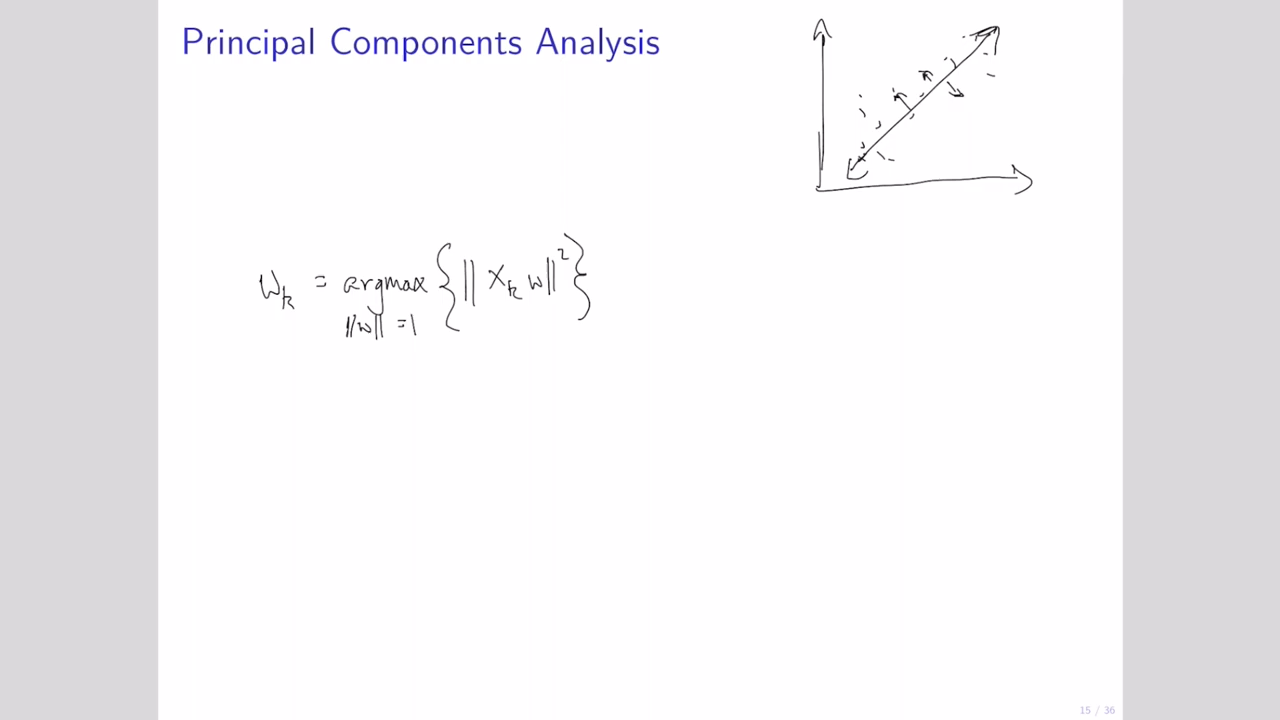 Principal Components Analysis
W_k = argmax { || X_k w ||² }
||w|| = 1
15 / 36